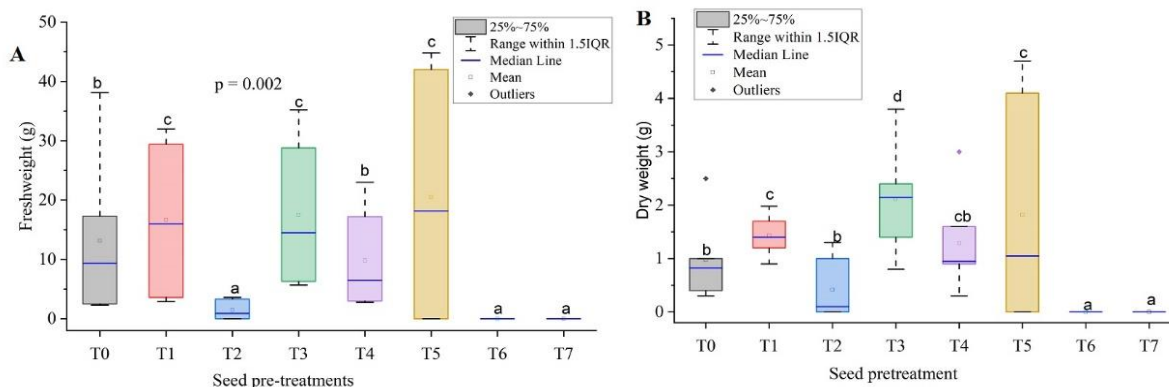 A
50
40
30
20
10
0
Freshweight (g)
p = 0.002
25%~75%
Range within 1.5IQR
Median Line
Mean
Outliers
b
c
a
c
b
c
a
a
T0 T1 T2 T3 T4 T5 T6 T7
Seed pre-treatments
B
5
4
3
2
1
0
Dry weight (g)
25%~75%
Range within 1.5IQR
Median Line
Mean
Outliers
b
c
b
d
cb
c
a
a
T0 T1 T2 T3 T4 T5 T6 T7
Seed pretreatment